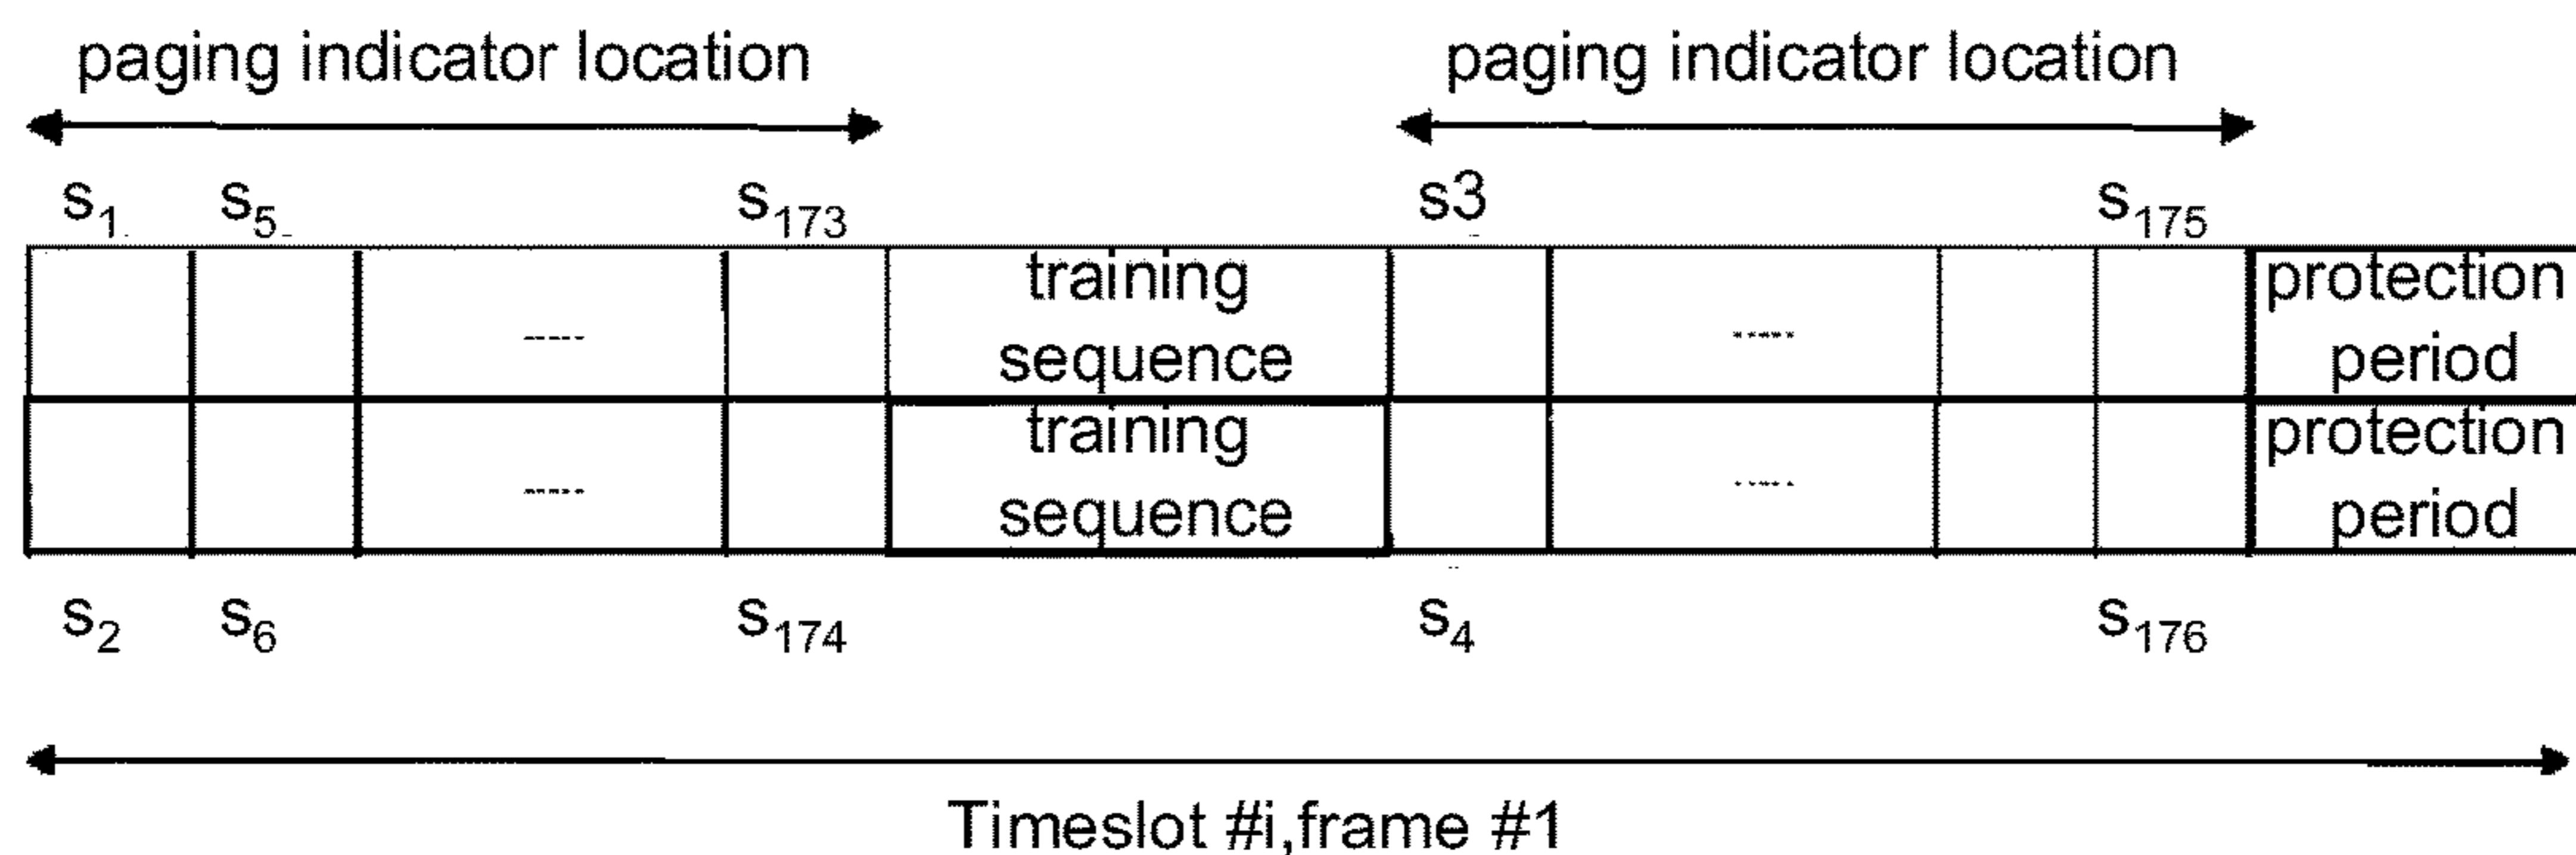 paging indicator location paging indicator location
s₁ s₅ s₁₇₃ s3 s₁₇₅
training protection
----- sequence ----- period
training protection
----- sequence ----- period
s₂ s₆ s₁₇₄ s₄ s₁₇₆
Timeslot #i,frame #1